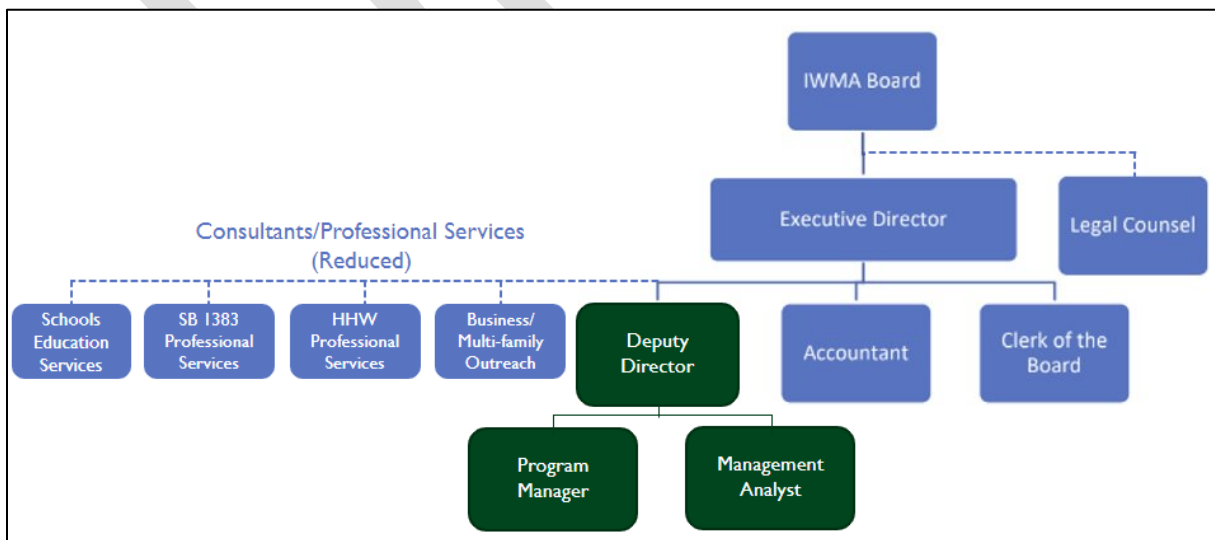 IWMA Board
Executive Director
Legal Counsel
Consultants/Professional Services
(Reduced)
Schools
Education
Services
SB 1383
Professional
Services
HHW
Professional
Services
Business/
Multi-family
Outreach
Deputy
Director
Accountant
Clerk of the
Board
Program
Manager
Management
Analyst